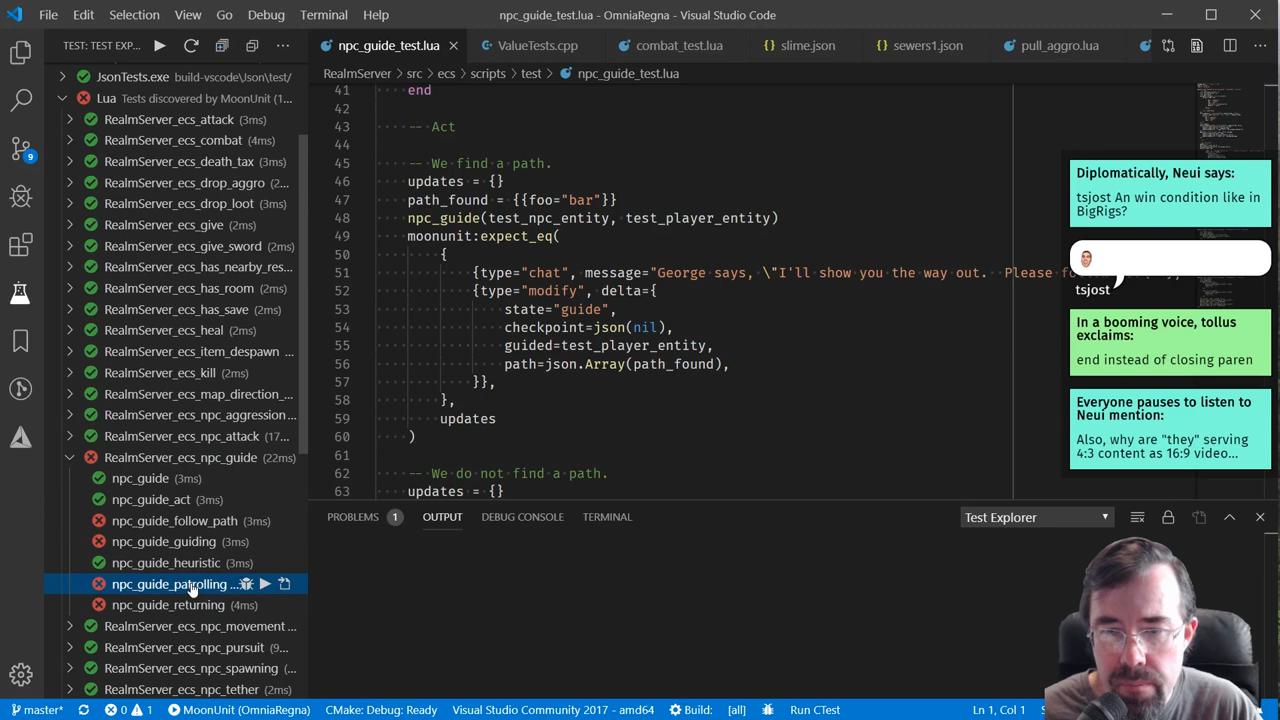 File Edit Selection View Go Debug Terminal Help
npc_guide_test.lua - OmniaRegna - Visual Studio Code
TEST: TEST EXP...
npc_guide_test.lua ValueTests.cpp combat_test.lua slime.json sewers1.json pull_aggro.lua
RealmServer > src > ecs > scripts > test > npc_guide_test.lua
JsonTests.exe build-vscode\Json\test/
Lua Tests discovered by MoonUnit (1...
RealmServer_ecs_attack (3ms)
RealmServer_ecs_combat (4ms)
RealmServer_ecs_death_tax (3ms)
RealmServer_ecs_drop_aggro (2...
RealmServer_ecs_drop_loot (3ms)
RealmServer_ecs_give (2ms)
RealmServer_ecs_give_sword (2ms)
RealmServer_ecs_has_nearby_res...
RealmServer_ecs_has_room (2ms)
RealmServer_ecs_has_save (2ms)
RealmServer_ecs_heal (2ms)
RealmServer_ecs_item_despawn ...
RealmServer_ecs_kill (2ms)
RealmServer_ecs_map_direction_...
RealmServer_ecs_npc_aggression ...
RealmServer_ecs_npc_attack (17...
RealmServer_ecs_npc_guide (22ms)
npc_guide (3ms)
npc_guide_act (3ms)
npc_guide_follow_path (3ms)
npc_guide_guiding (3ms)
npc_guide_heuristic (3ms)
npc_guide_patrolling ...
npc_guide_returning (4ms)
RealmServer_ecs_npc_movement ...
RealmServer_ecs_npc_pursuit (9...
RealmServer_ecs_npc_spawning (...
RealmServer_ecs_npc_tether (2ms)
9
41 end
42
43 -- Act
44
45 -- We find a path.
46 updates = {}
47 path_found = {{foo="bar"}}
48 npc_guide(test_npc_entity, test_player_entity)
49 moonunit:expect_eq(
50 {
51 {type="chat", message="George says, \"I'll show you the way out.  Please fo
52 {type="modify", delta={
53 state="guide",
54 checkpoint=json(nil),
55 guided=test_player_entity,
56 path=json.Array(path_found),
57 }},
58 },
59 updates
60 )
61
62 -- We do not find a path.
63 updates = {}
Diplomatically, Neui says:
tsjost An win condition like in
BigRigs?
tsjost
In a booming voice, tollus
exclaims:
end instead of closing paren
Everyone pauses to listen to
Neui mention:
Also, why are "they" serving
4:3 content as 16:9 video...
PROBLEMS 1 OUTPUT DEBUG CONSOLE TERMINAL
Test Explorer
master* 0 1 MoonUnit (OmniaRegna) CMake: Debug: Ready Visual Studio Community 2017 - amd64 Build: [all] Run CTest Ln 1, Col 1